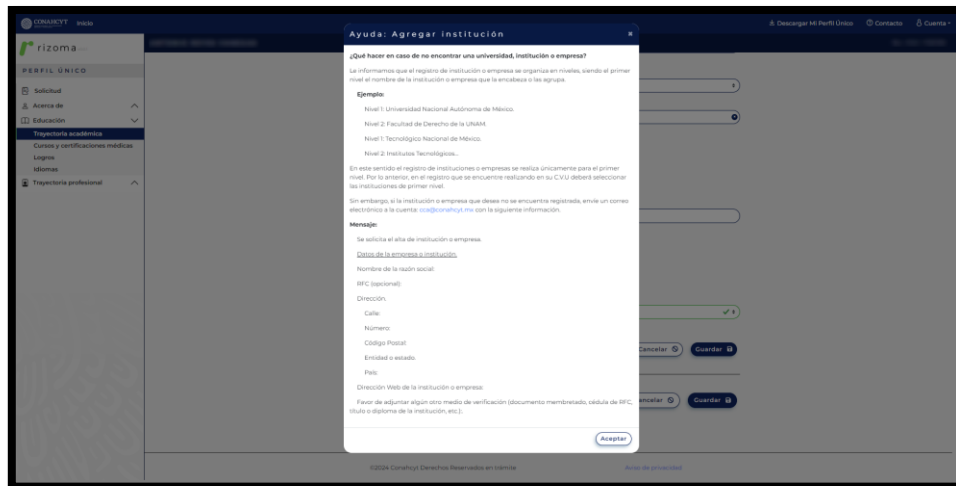 CONAHCYT Inicio
Descargar Mi Perfil Único Contacto Cuenta
rizoma
PERFIL ÚNICO
Solicitud
Acerca de
Educación
Trayectoria académica
Cursos y certificaciones médicas
Logros
Idiomas
Trayectoria profesional
Ayuda: Agregar institución
¿Qué hacer en caso de no encontrar una universidad, institución o empresa?
Le informamos que el registro de institución o empresa se organiza en niveles, siendo el primer
nivel el nombre de la institución o empresa que la encabeza o las agrupa.
Ejemplo:
Nivel 1: Universidad Nacional Autónoma de México.
Nivel 2: Facultad de Derecho de la UNAM.
Nivel 1: Tecnológico Nacional de México.
Nivel 2: Institutos Tecnológicos...
En este sentido el registro de instituciones o empresas se realiza únicamente para el primer
nivel. Por lo anterior, en el registro que se encuentre realizando en su C.V.U deberá seleccionar
las instituciones de primer nivel.
Sin embargo, si la institución o empresa que desea no se encuentra registrada, envíe un correo
electrónico a la cuenta: cca@conahcyt.mx con la siguiente información.
Mensaje:
Se solicita el alta de institución o empresa.
Datos de la empresa o institución.
Nombre de la razón social:
RFC (opcional):
Dirección.
Calle:
Número:
Código Postal:
Entidad o estado.
País:
Dirección Web de la institución o empresa:
Favor de adjuntar algún otro medio de verificación (documento membretado, cédula de RFC,
título o diploma de la institución, etc.).
Aceptar
Cancelar Guardar
ancelar Guardar
©2024 Conahcyt Derechos Reservados en trámite Aviso de privacidad